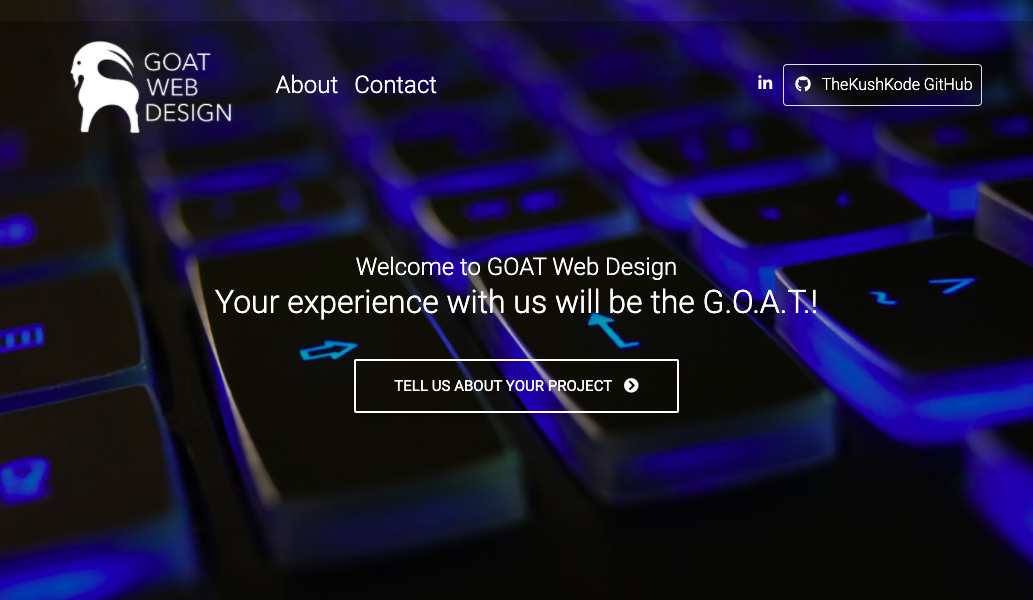 GOAT
WEB
DESIGN
About Contact
in TheKushKode GitHub
Welcome to GOAT Web Design
Your experience with us will be the G.O.A.T.!
TELL US ABOUT YOUR PROJECT